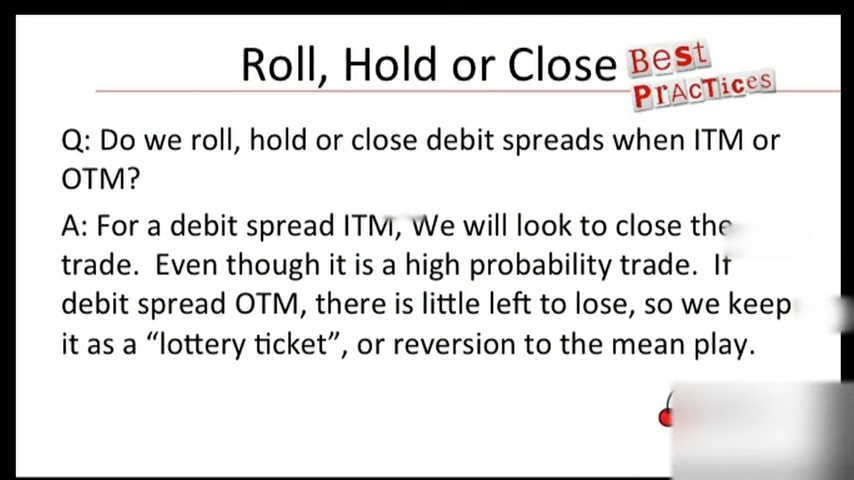 Roll, Hold or Close Best
Practices
Q: Do we roll, hold or close debit spreads when ITM or
OTM?
A: For a debit spread ITM, We will look to close the
trade.  Even though it is a high probability trade.  If
debit spread OTM, there is little left to lose, so we keep
it as a “lottery ticket”, or reversion to the mean play.